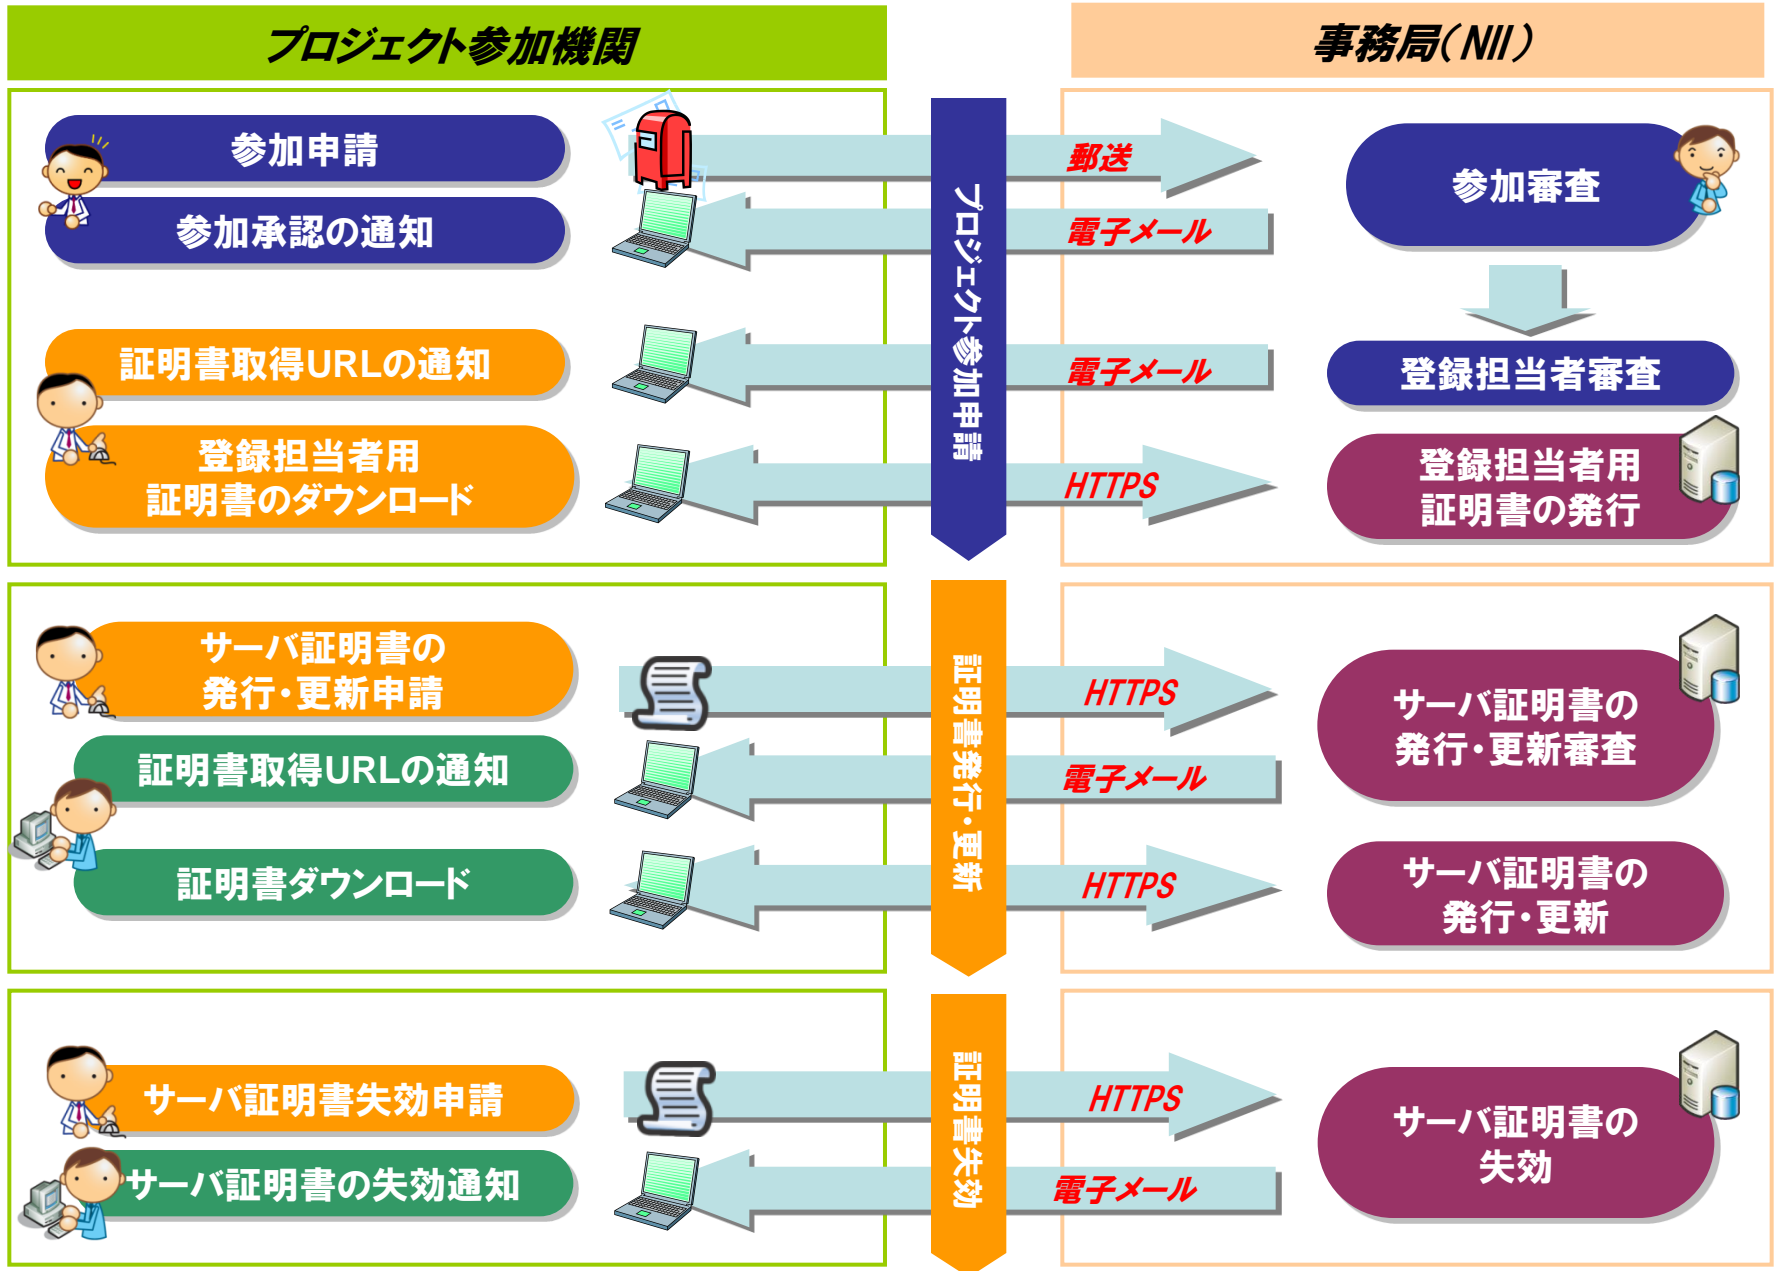 プロジェクト参加機関
事務局(NII)
参加申請
郵送
参加審査
参加承認の通知
電子メール
証明書取得URLの通知
電子メール
登録担当者審査
登録担当者用
証明書のダウンロード
HTTPS
登録担当者用
証明書の発行
プロジェクト参加申請
サーバ証明書の
発行・更新申請
HTTPS
サーバ証明書の
発行・更新審査
証明書取得URLの通知
電子メール
証明書ダウンロード
HTTPS
サーバ証明書の
発行・更新
証明書発行・更新
サーバ証明書失効申請
HTTPS
サーバ証明書の
失効
サーバ証明書の失効通知
電子メール
証明書失効